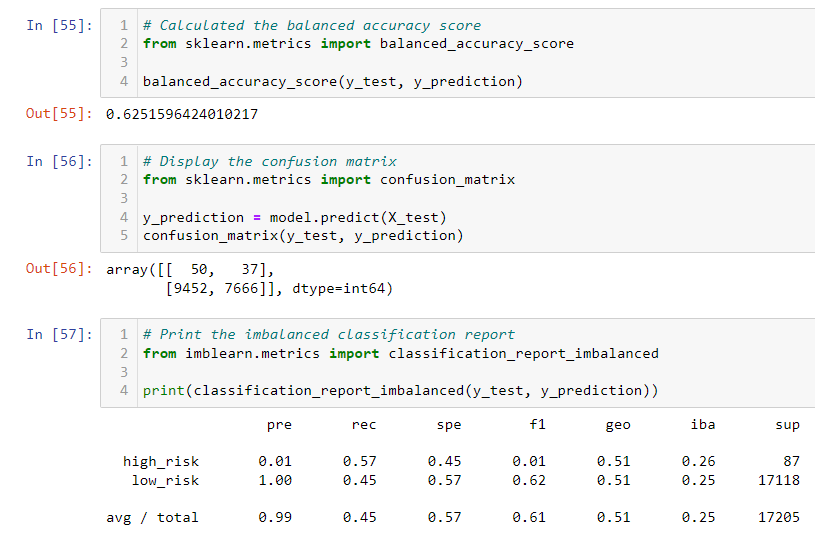 In [55]: 1 # Calculated the balanced accuracy score
2 from sklearn.metrics import balanced_accuracy_score
3
4 balanced_accuracy_score(y_test, y_prediction)
Out[55]: 0.6251596424010217
In [56]: 1 # Display the confusion matrix
2 from sklearn.metrics import confusion_matrix
3
4 y_prediction = model.predict(X_test)
5 confusion_matrix(y_test, y_prediction)
Out[56]: array([[ 50, 37],
[9452, 7666]], dtype=int64)
In [57]: 1 # Print the imbalanced classification report
2 from imblearn.metrics import classification_report_imbalanced
3
4 print(classification_report_imbalanced(y_test, y_prediction))
pre rec spe f1 geo iba sup
high_risk 0.01 0.57 0.45 0.01 0.51 0.26 87
low_risk 1.00 0.45 0.57 0.62 0.51 0.25 17118
avg / total 0.99 0.45 0.57 0.61 0.51 0.25 17205